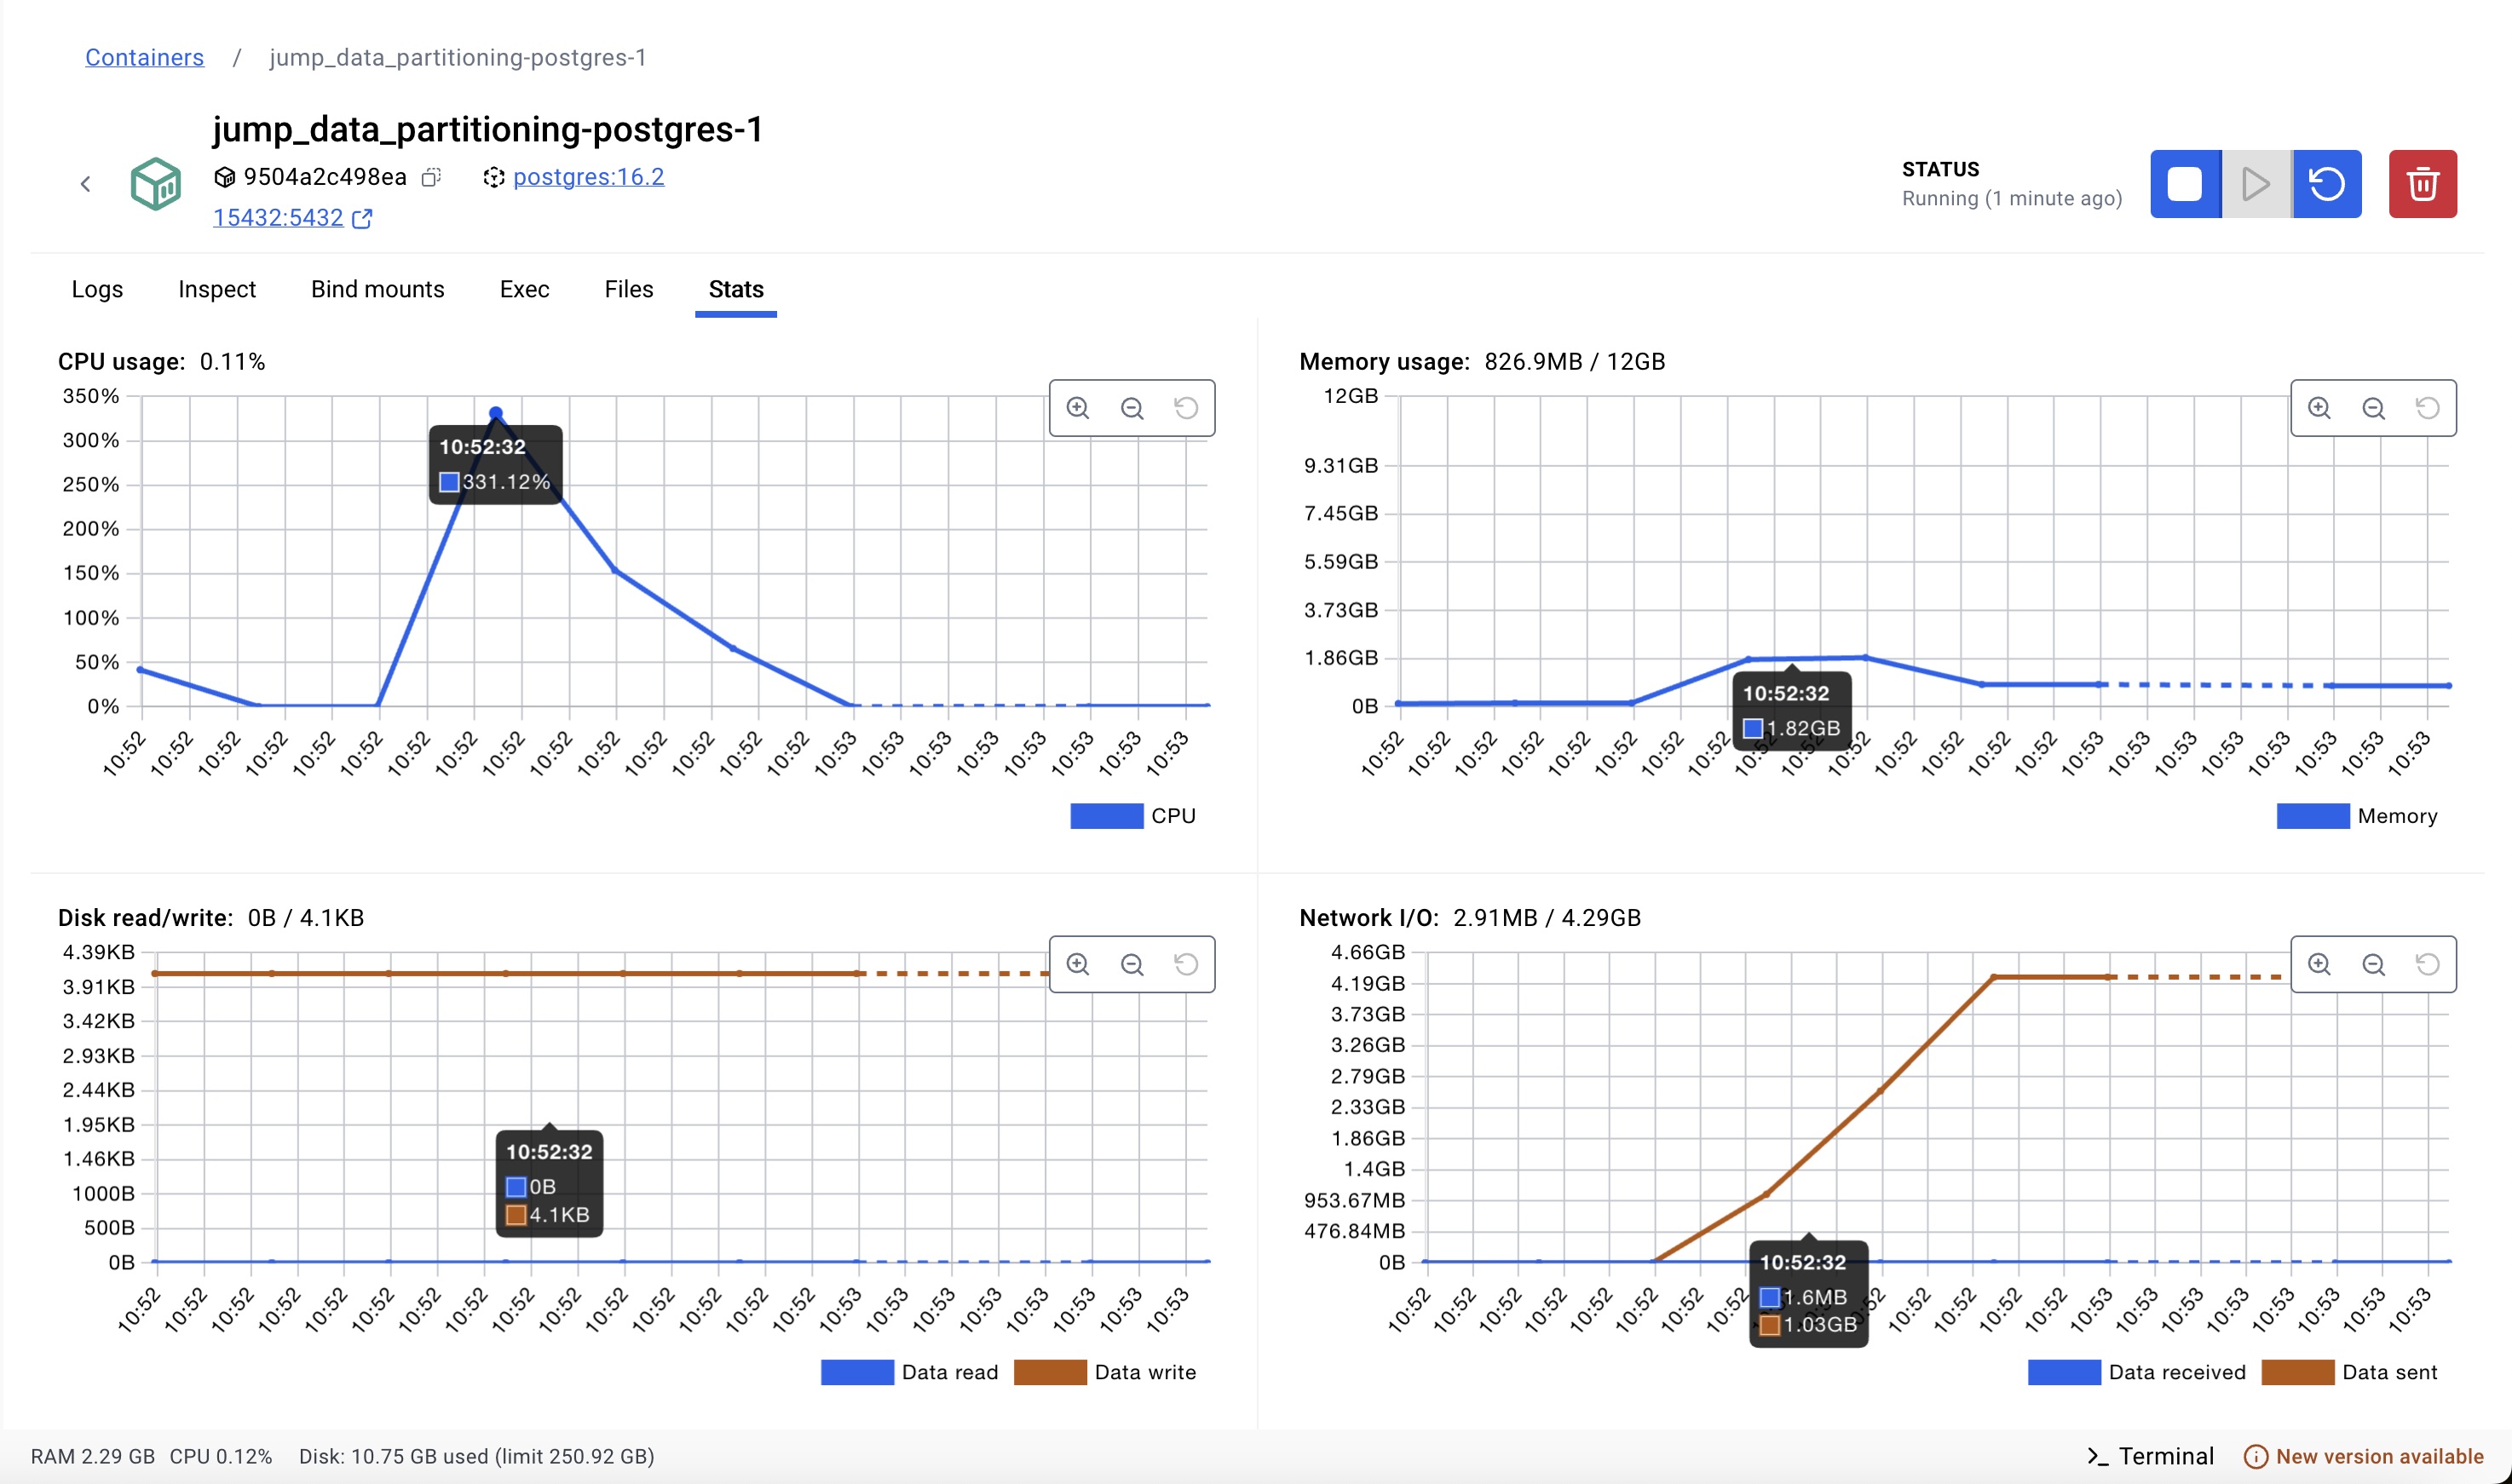 Containers / jump_data_partitioning-postgres-1
jump_data_partitioning-postgres-1
9504a2c498ea postgres:16.2
15432:5432
STATUS
Running (1 minute ago)
Logs Inspect Bind mounts Exec Files Stats
CPU usage: 0.11%
350%
300%
250%
200%
150%
100%
50%
0%
10:52:32
331.12%
10:52 10:52 10:52 10:52 10:52 10:52 10:52 10:52 10:52 10:52 10:52 10:52 10:52 10:52 10:52 10:53 10:53 10:53 10:53 10:53 10:53 10:53 10:53
CPU
Memory usage: 826.9MB / 12GB
12GB
9.31GB
7.45GB
5.59GB
3.73GB
1.86GB
0B
10:52:32
1.82GB
10:52 10:52 10:52 10:52 10:52 10:52 10:52 10:52 10:52 10:52 10:52 10:52 10:52 10:52 10:53 10:53 10:53 10:53 10:53 10:53 10:53 10:53
Memory
Disk read/write: 0B / 4.1KB
4.39KB
3.91KB
3.42KB
2.93KB
2.44KB
1.95KB
1.46KB
1000B
500B
0B
10:52:32
0B
4.1KB
10:52 10:52 10:52 10:52 10:52 10:52 10:52 10:52 10:52 10:52 10:52 10:52 10:52 10:52 10:52 10:53 10:53 10:53 10:53 10:53 10:53 10:53 10:53
Data read Data write
Network I/O: 2.91MB / 4.29GB
4.66GB
4.19GB
3.73GB
3.26GB
2.79GB
2.33GB
1.86GB
1.4GB
953.67MB
476.84MB
0B
10:52:32
1.6MB
1.03GB
10:52 10:52 10:52 10:52 10:52 10:52 10:52 10:52 10:52 10:52 10:52 10:52 10:53 10:53 10:53 10:53 10:53 10:53 10:53 10:53
Data received Data sent
RAM 2.29 GB CPU 0.12% Disk: 10.75 GB used (limit 250.92 GB)
Terminal New version available